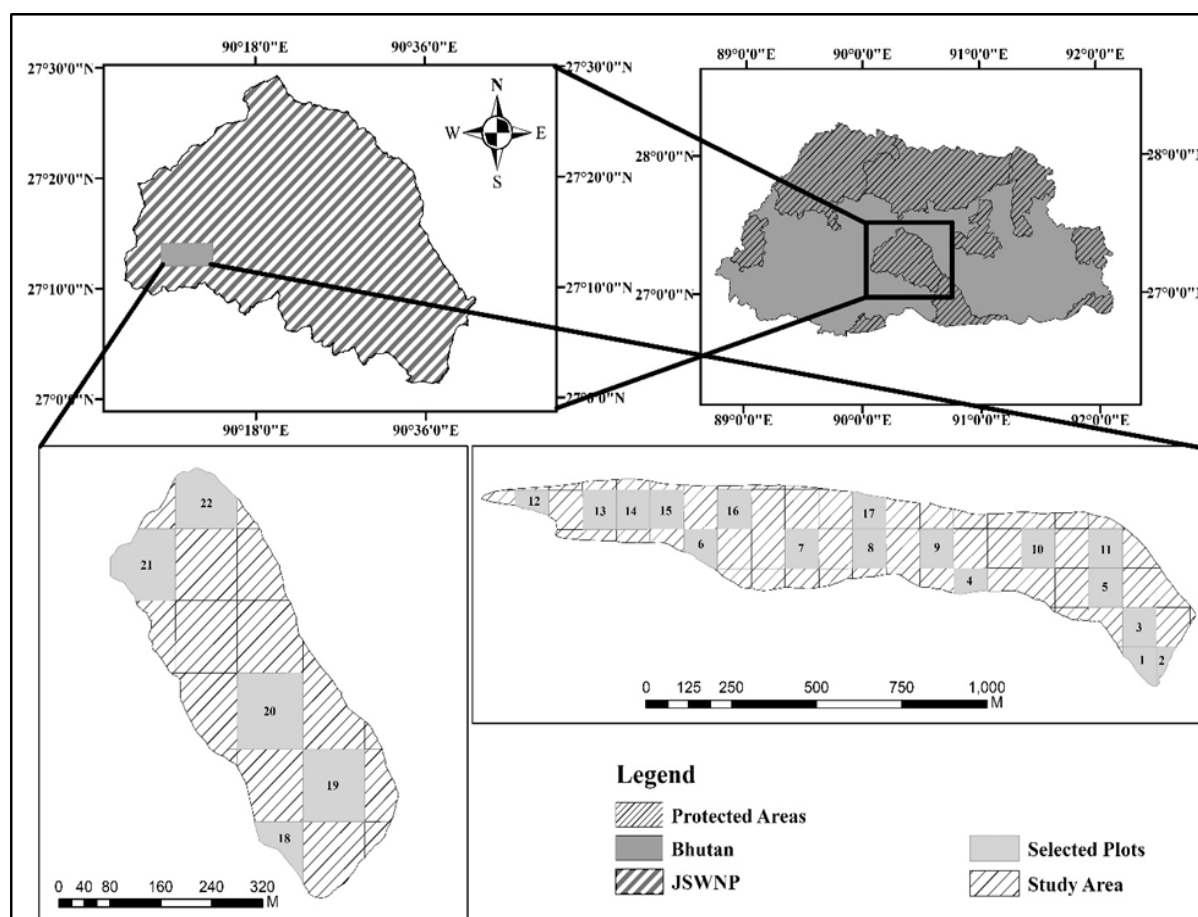 90°18'0"E 90°36'0"E
27°30'0"N 27°30'0"N
N
W E
S
27°20'0"N 27°20'0"N
27°10'0"N 27°10'0"N
27°0'0"N
90°18'0"E 90°36'0"E
89°0'0"E 90°0'0"E 91°0'0"E 92°0'0"E
28°0'0"N 28°0'0"N
27°0'0"N 27°0'0"N
89°0'0"E 90°0'0"E 91°0'0"E 92°0'0"E
22
21
20
19
18
0 40 80 160 240 320
M
12 13 14 15 16 17
6 7 8 9 10 11
4 5
3
1 2
0 125 250 500 750 1,000
M
Legend
Protected Areas
Bhutan
JSWNP
Selected Plots
Study Area